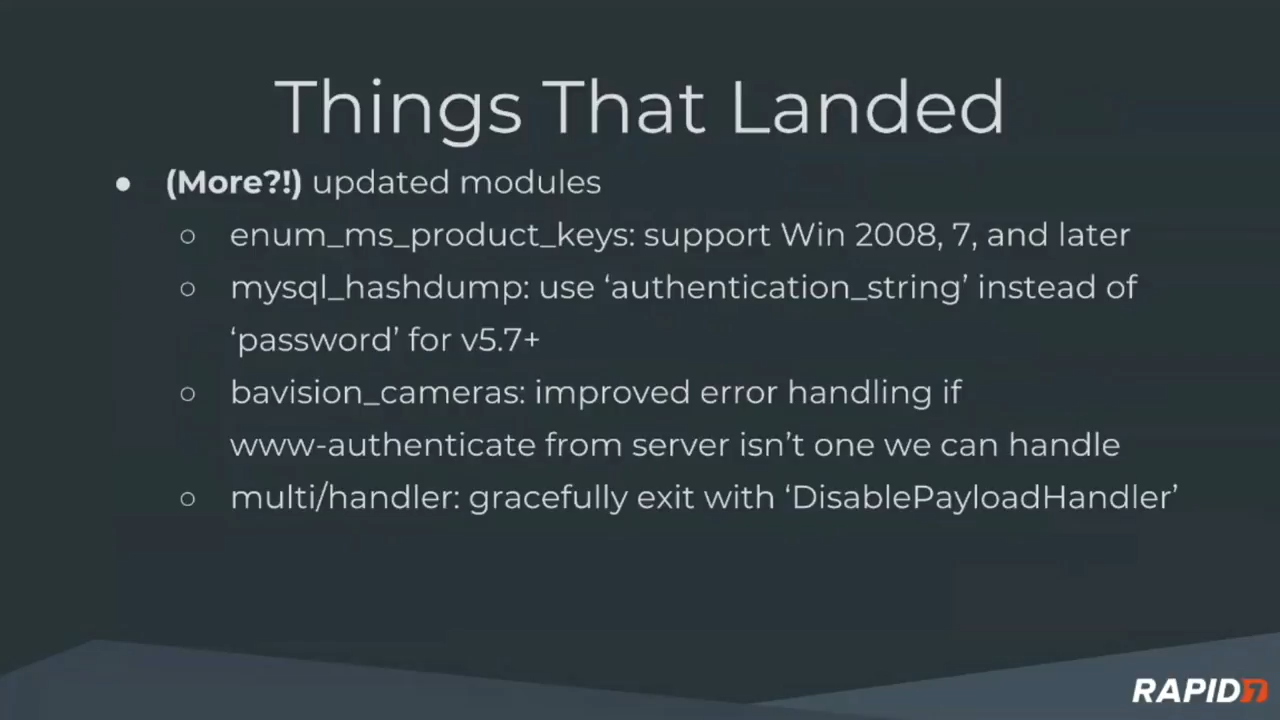 Things That Landed
● (More?!) updated modules
○ enum_ms_product_keys: support Win 2008, 7, and later
○ mysql_hashdump: use ‘authentication_string’ instead of
‘password’ for v5.7+
○ bavision_cameras: improved error handling if
www-authenticate from server isn’t one we can handle
○ multi/handler: gracefully exit with ‘DisablePayloadHandler’
RAPID7